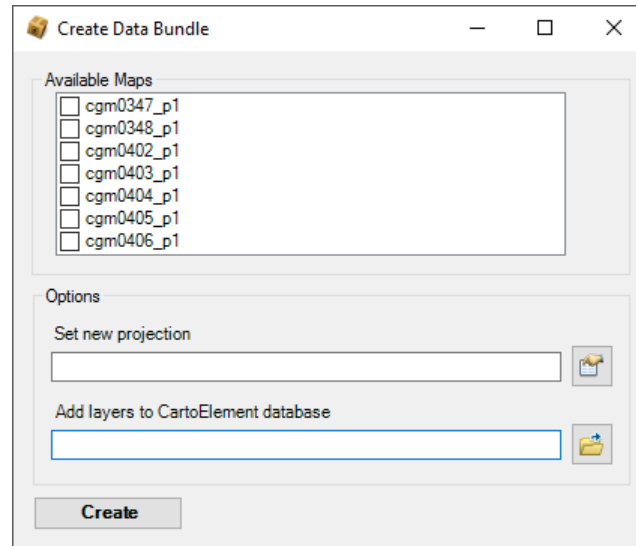 Create Data Bundle
Available Maps
cgm0347_p1
cgm0348_p1
cgm0402_p1
cgm0403_p1
cgm0404_p1
cgm0405_p1
cgm0406_p1
Options
Set new projection
Add layers to CartoElement database
Create